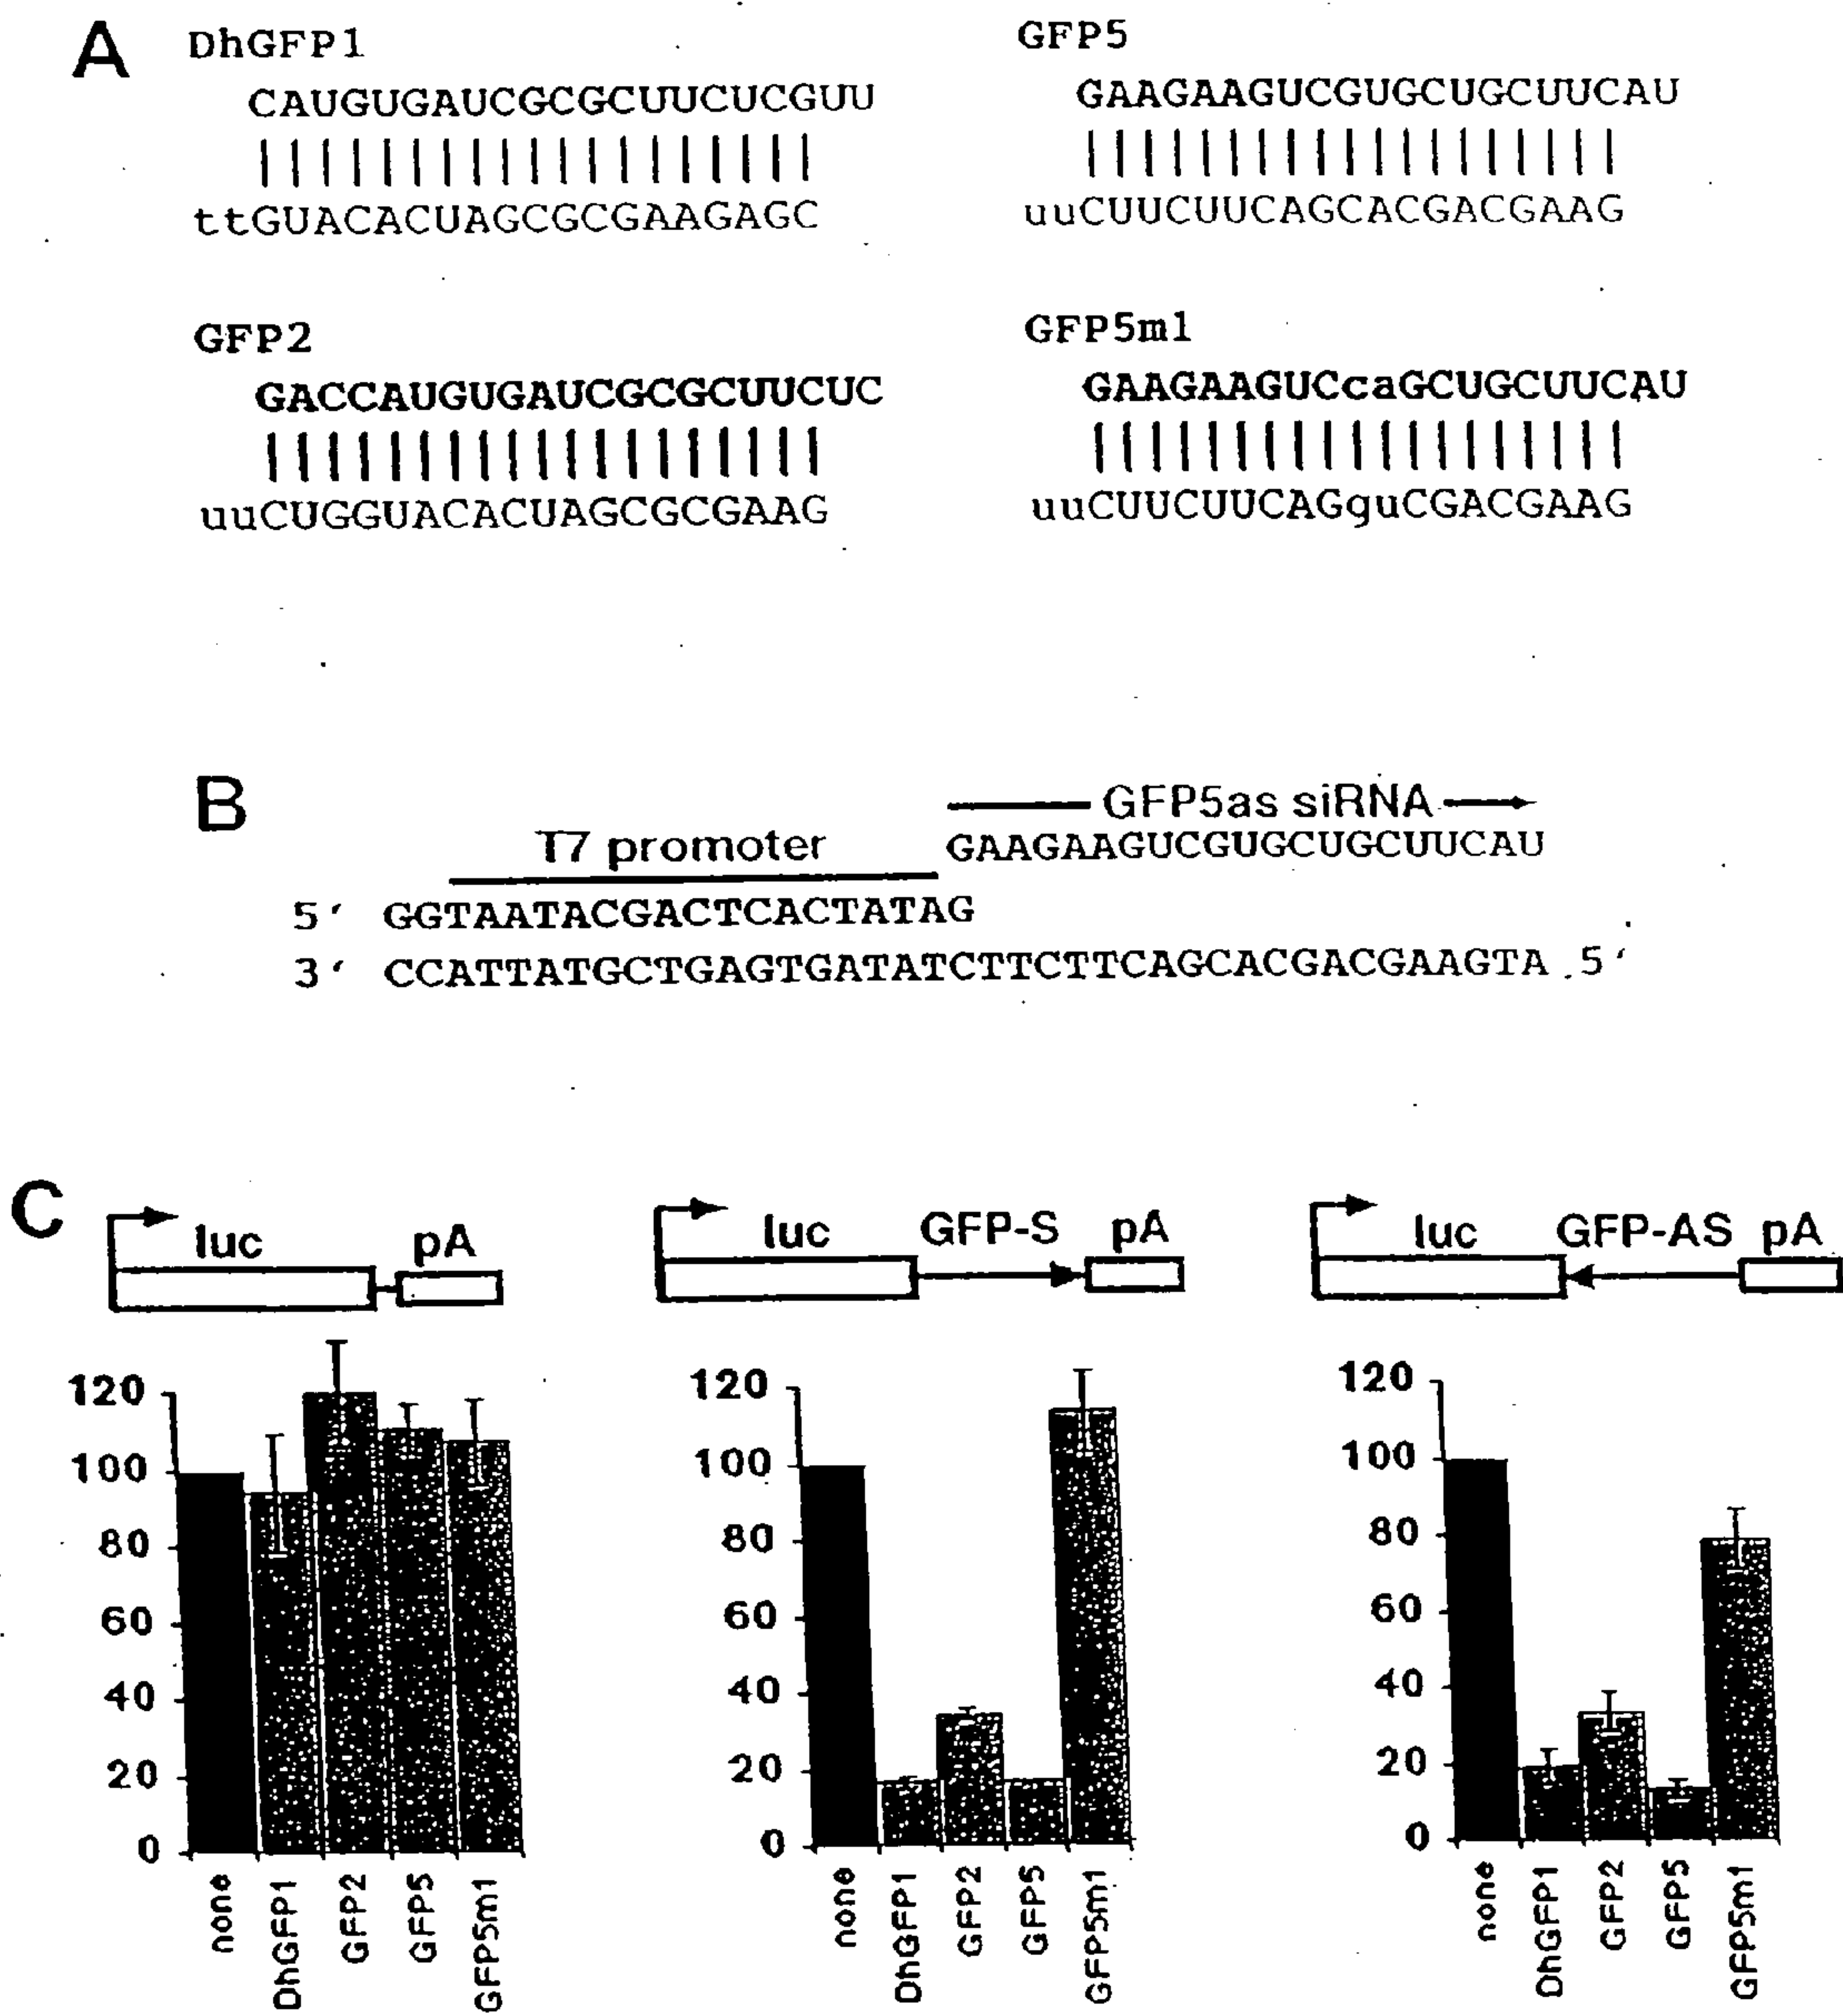 A
DhGFP1
CAUGUGAUCGCGCUUCUCGUU
ttGUACACUAGCGCGAAGAGC
GFP5
GAAGAAGUCGUGCUGCUUCAU
uuCUUCUUCAGCACGACGAAG
GFP2
GACCAUGUGAUCGCGCUUCUC
uuCUGGUACACUAGCGCGAAG
GFP5m1
GAAGAAGUCcaGCUGCUUCAU
uuCUUCUUCAGguCGACGAAG
B
GFP5as siRNA
T7 promoter
GAAGAAGUCGUGCUGCUUCAU
5′ GGTAATACGACTCACTATAG
3′ CCATTATGCTGAGTGATATCTTCTTCAGCACGACGAAGTA 5′
C
luc pA
120
100
80
60
40
20
0
none
DhGFP1
GFP2
GFP5
GFP5m1
luc GFP-S pA
120
100
80
60
40
20
0
none
DhGFP1
GFP2
GFP5
GFP5m1
luc GFP-AS pA
120
100
80
60
40
20
0
none
DhGFP1
GFP2
GFP5
GFP5m1